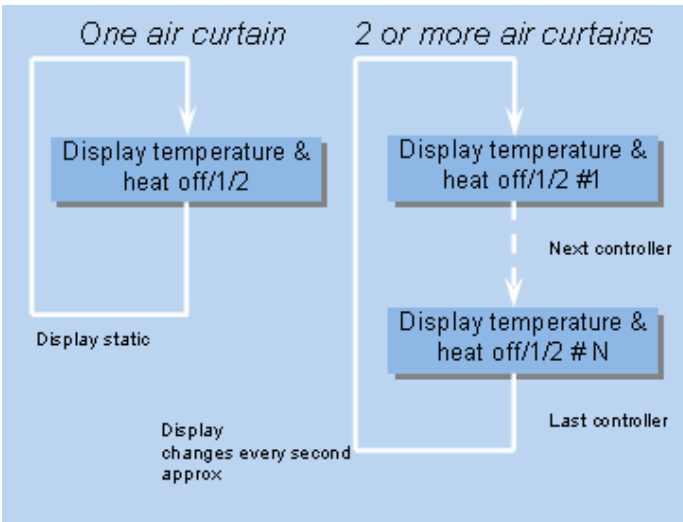 One air curtain
Display temperature &
heat off/1/2
Display static
2 or more air curtains
Display temperature &
heat off/1/2 #1
Next controller
Display temperature &
heat off/1/2 # N
Last controller
Display
changes every second
approx